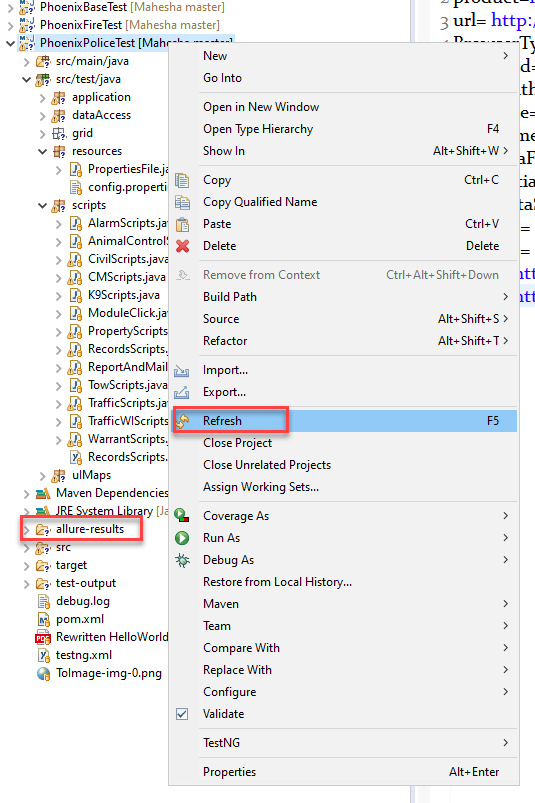 PhoenixBaseTest [Mahesha master]
PhoenixFireTest [Mahesha master]
PhoenixPoliceTest [Mahesha master]
src/main/java
src/test/java
application
dataAccess
grid
resources
PropertiesFile.ja
config.properti
scripts
AlarmScripts.j
AnimalControlS
CivilScripts.jav
CMScripts.java
K9Scripts.java
ModuleClick.ja
PropertyScripts
RecordsScripts.
ReportAndMail
TowScripts.java
TrafficScripts.j
TrafficWIScripts
WarrantScripts.
RecordsScripts.
uIMaps
Maven Dependencies
JRE System Library [Ja
allure-results
src
target
test-output
debug.log
pom.xml
Rewritten HelloWorld
testng.xml
ToImage-img-0.png
New
Go Into
Open in New Window
Open Type Hierarchy F4
Show In Alt+Shift+W
Copy Ctrl+C
Copy Qualified Name
Paste Ctrl+V
Delete Delete
Remove from Context Ctrl+Alt+Shift+Down
Build Path
Source Alt+Shift+S
Refactor Alt+Shift+T
Import...
Export...
Refresh F5
Close Project
Close Unrelated Projects
Assign Working Sets...
Coverage As
Run As
Debug As
Restore from Local History...
Maven
Team
Compare With
Replace With
Configure
Validate
TestNG
Properties Alt+Enter
3 url= http:/